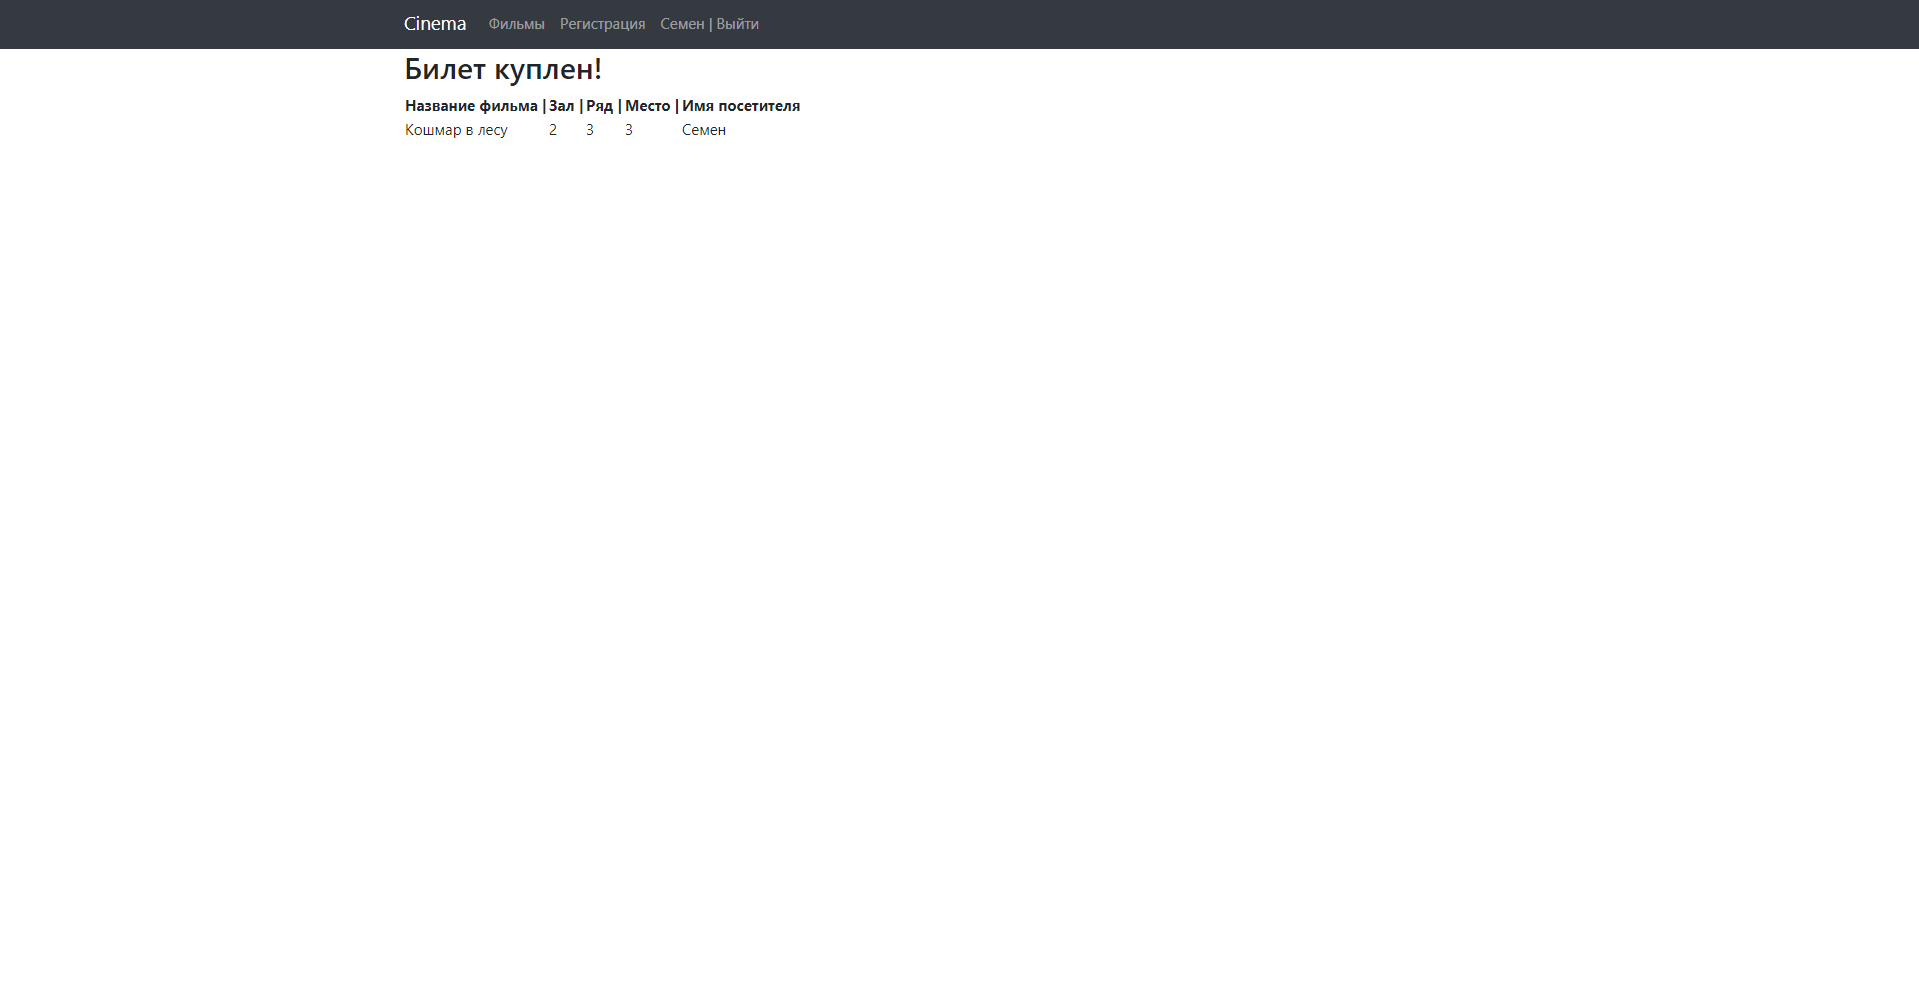 Cinema Фильмы Регистрация Семен | Выйти
Билет куплен!
Название фильма | Зал | Ряд | Место | Имя посетителя
Кошмар в лесу 2 3 3 Семен